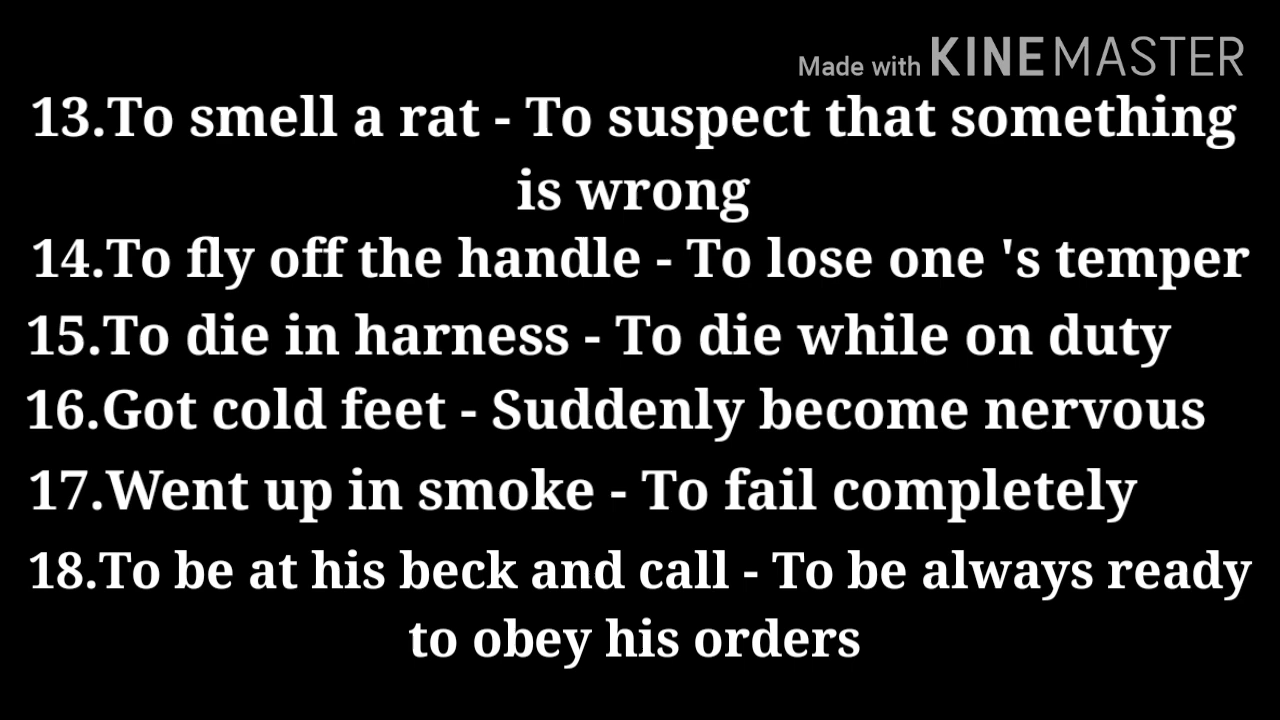 Made with KINEMASTER
13.To smell a rat - To suspect that something
is wrong
14.To fly off the handle - To lose one 's temper
15.To die in harness - To die while on duty
16.Got cold feet - Suddenly become nervous
17.Went up in smoke - To fail completely
18.To be at his beck and call - To be always ready
to obey his orders